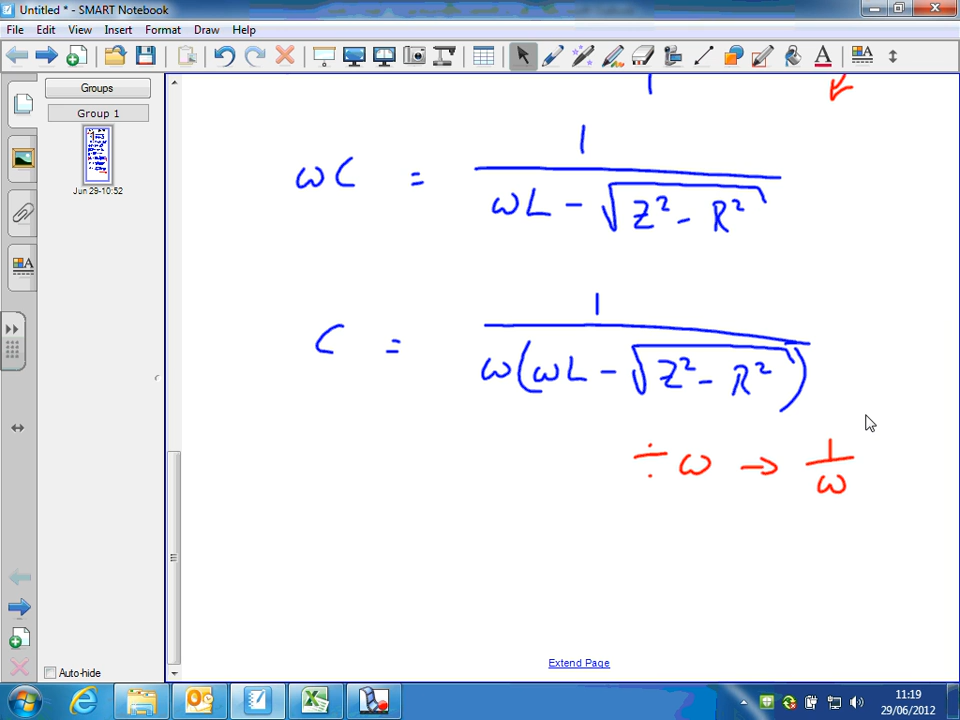 Untitled * - SMART Notebook
File Edit View Insert Format Draw Help
Groups
Group 1
Jun 29-10:52
1
ωC = 1 / (ωL - √(Z² - R²))
C = 1 / (ω(ωL - √(Z² - R²)))
÷ ω → 1/ω
Extend Page
Auto-hide
11:19
29/06/2012